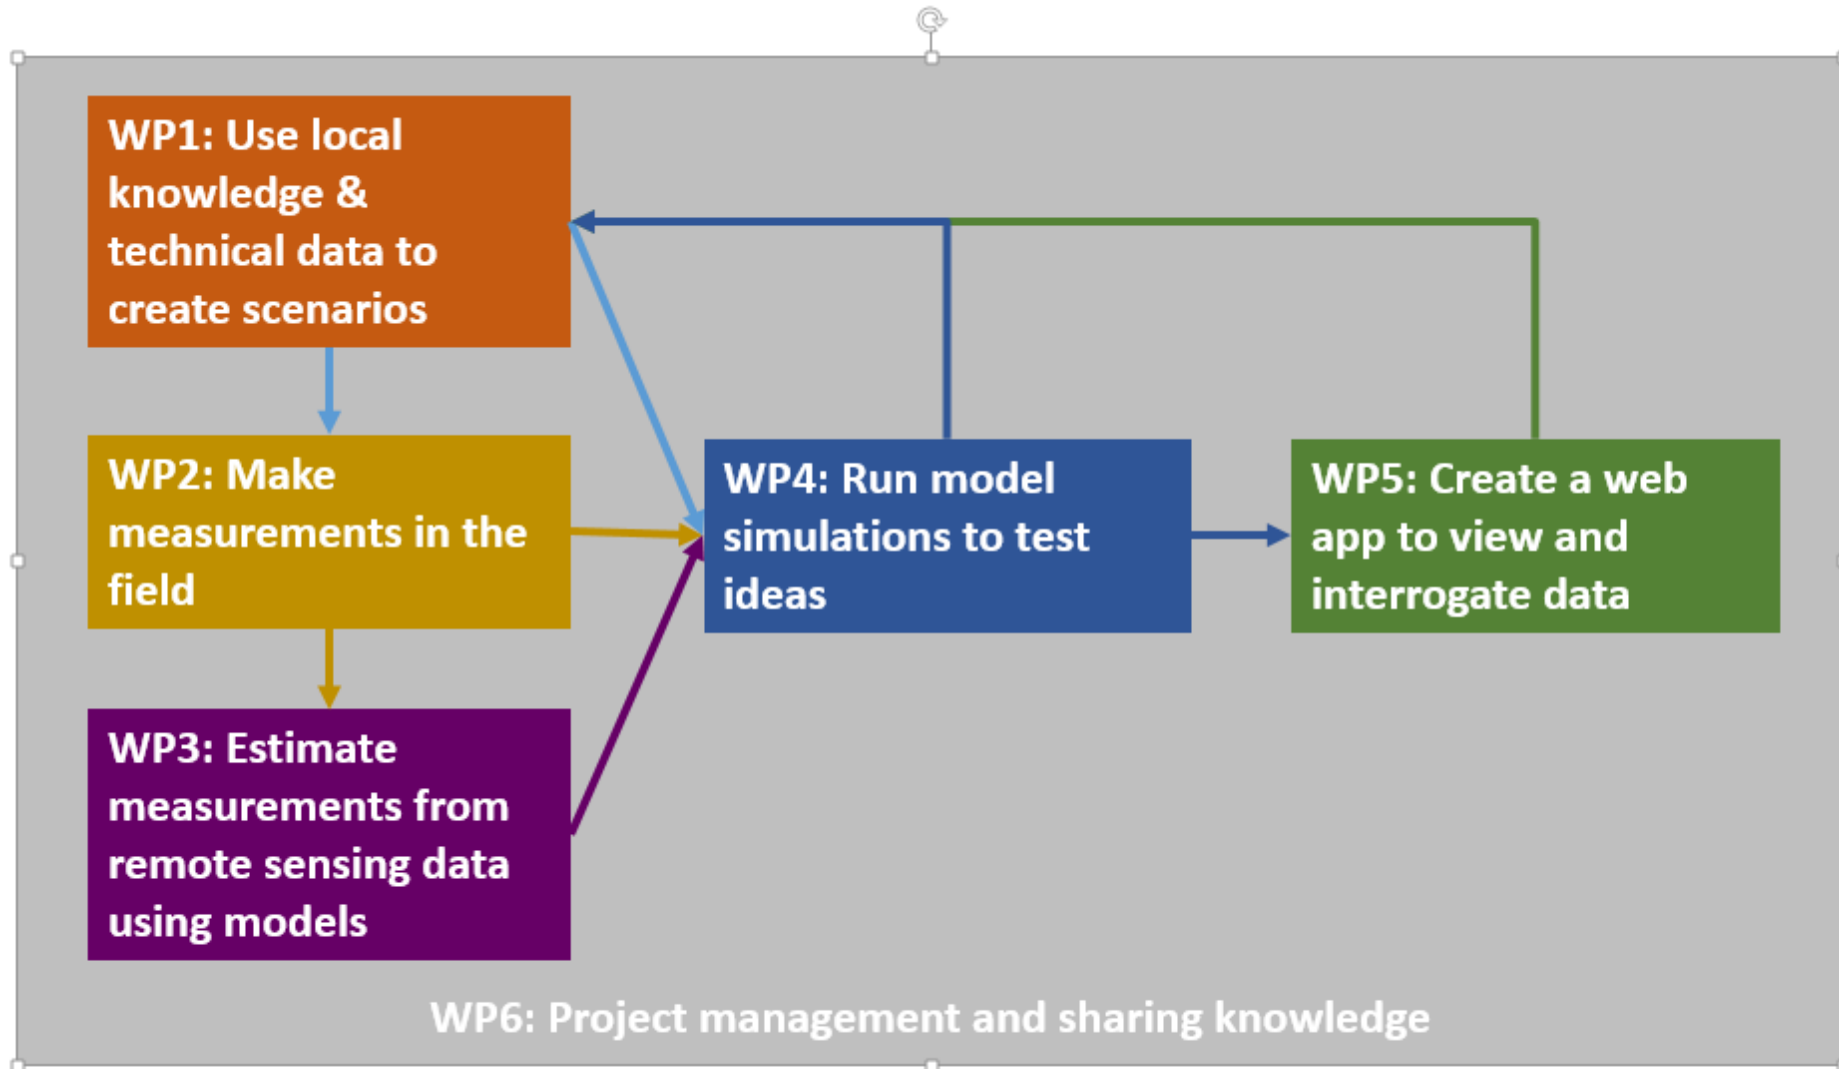 WP1: Use local
knowledge &
technical data to
create scenarios
WP2: Make
measurements in the
field
WP3: Estimate
measurements from
remote sensing data
using models
WP4: Run model
simulations to test
ideas
WP5: Create a web
app to view and
interrogate data
WP6: Project management and sharing knowledge